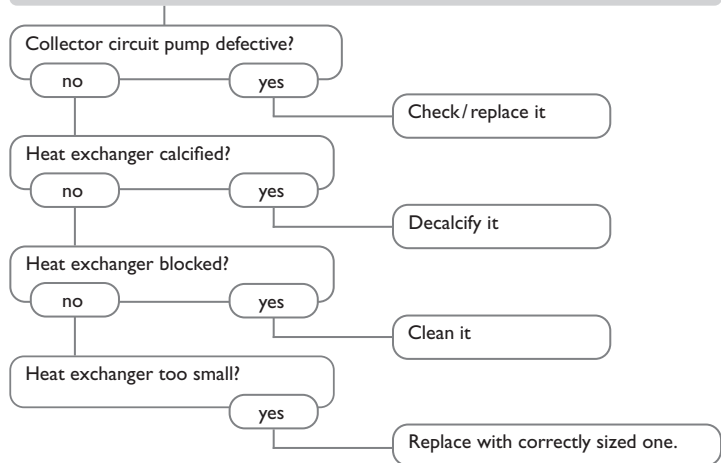 Collector circuit pump defective?
no yes
Check/replace it
Heat exchanger calcified?
no yes
Decalcify it
Heat exchanger blocked?
no yes
Clean it
Heat exchanger too small?
yes
Replace with correctly sized one.